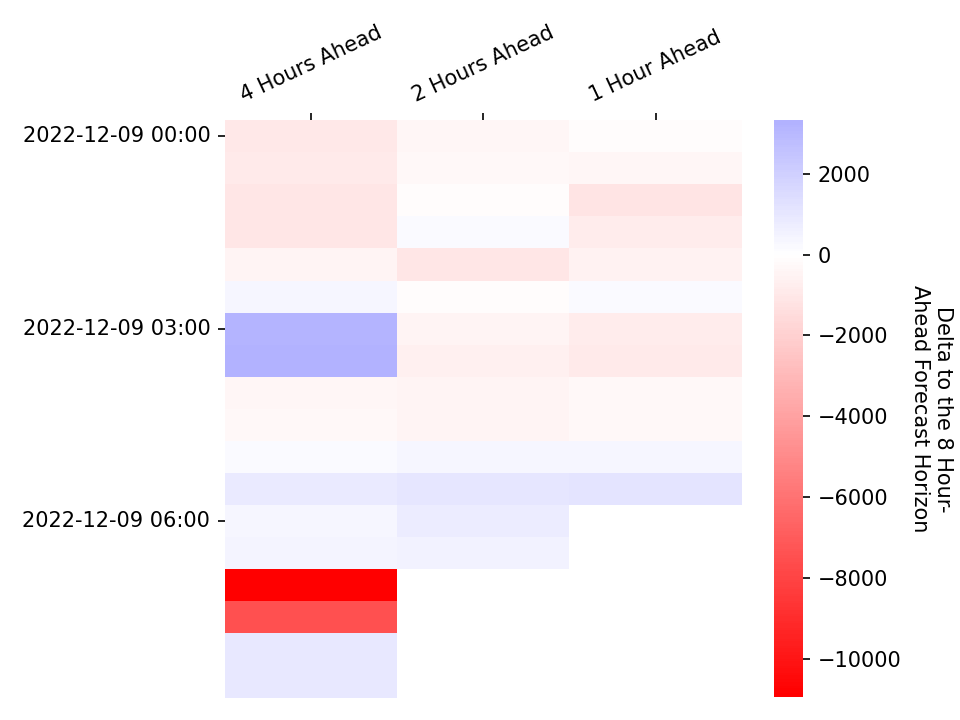 4 Hours Ahead
2 Hours Ahead
1 Hour Ahead
2022-12-09 00:00
2022-12-09 03:00
2022-12-09 06:00
2000
0
−2000
−4000
−6000
−8000
−10000
Delta to the 8 Hour-
Ahead Forecast Horizon